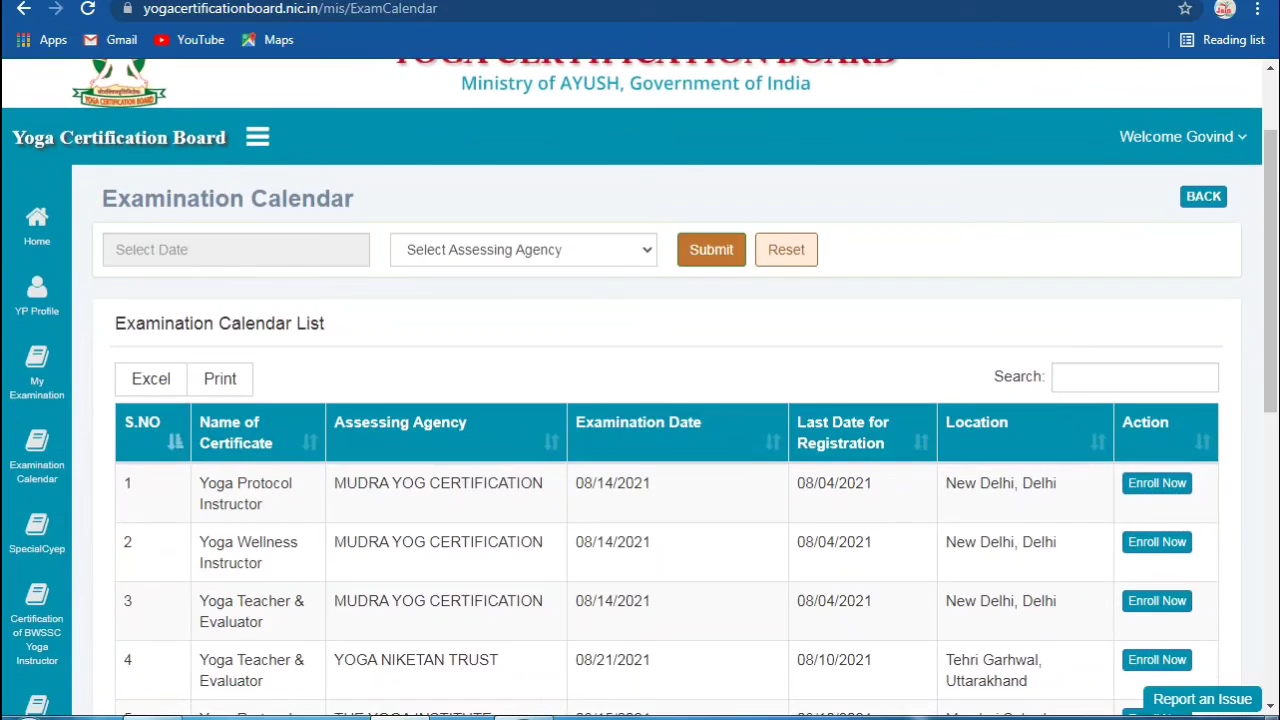 yogacertificationboard.nic.in/mis/ExamCalendar
Apps Gmail YouTube Maps Reading list
YOGA CERTIFICATION BOARD
Ministry of AYUSH, Government of India
YOGA CERTIFICATION BOARD
Yoga Certification Board Welcome Govind
Examination Calendar BACK
Select Date Select Assessing Agency Submit Reset
Home
YP Profile
My
Examination
Examination
Calendar
SpecialCyep
Certification
of BWSSC
Yoga
Instructor
Examination Calendar List
Excel Print Search:
S.NO Name of Assessing Agency Examination Date Last Date for Location Action
Certificate Registration
1 Yoga Protocol MUDRA YOG CERTIFICATION 08/14/2021 08/04/2021 New Delhi, Delhi Enroll Now
Instructor
2 Yoga Wellness MUDRA YOG CERTIFICATION 08/14/2021 08/04/2021 New Delhi, Delhi Enroll Now
Instructor
3 Yoga Teacher & MUDRA YOG CERTIFICATION 08/14/2021 08/04/2021 New Delhi, Delhi Enroll Now
Evaluator
4 Yoga Teacher & YOGA NIKETAN TRUST 08/21/2021 08/10/2021 Tehri Garhwal, Enroll Now
Evaluator Uttarakhand
Report an Issue